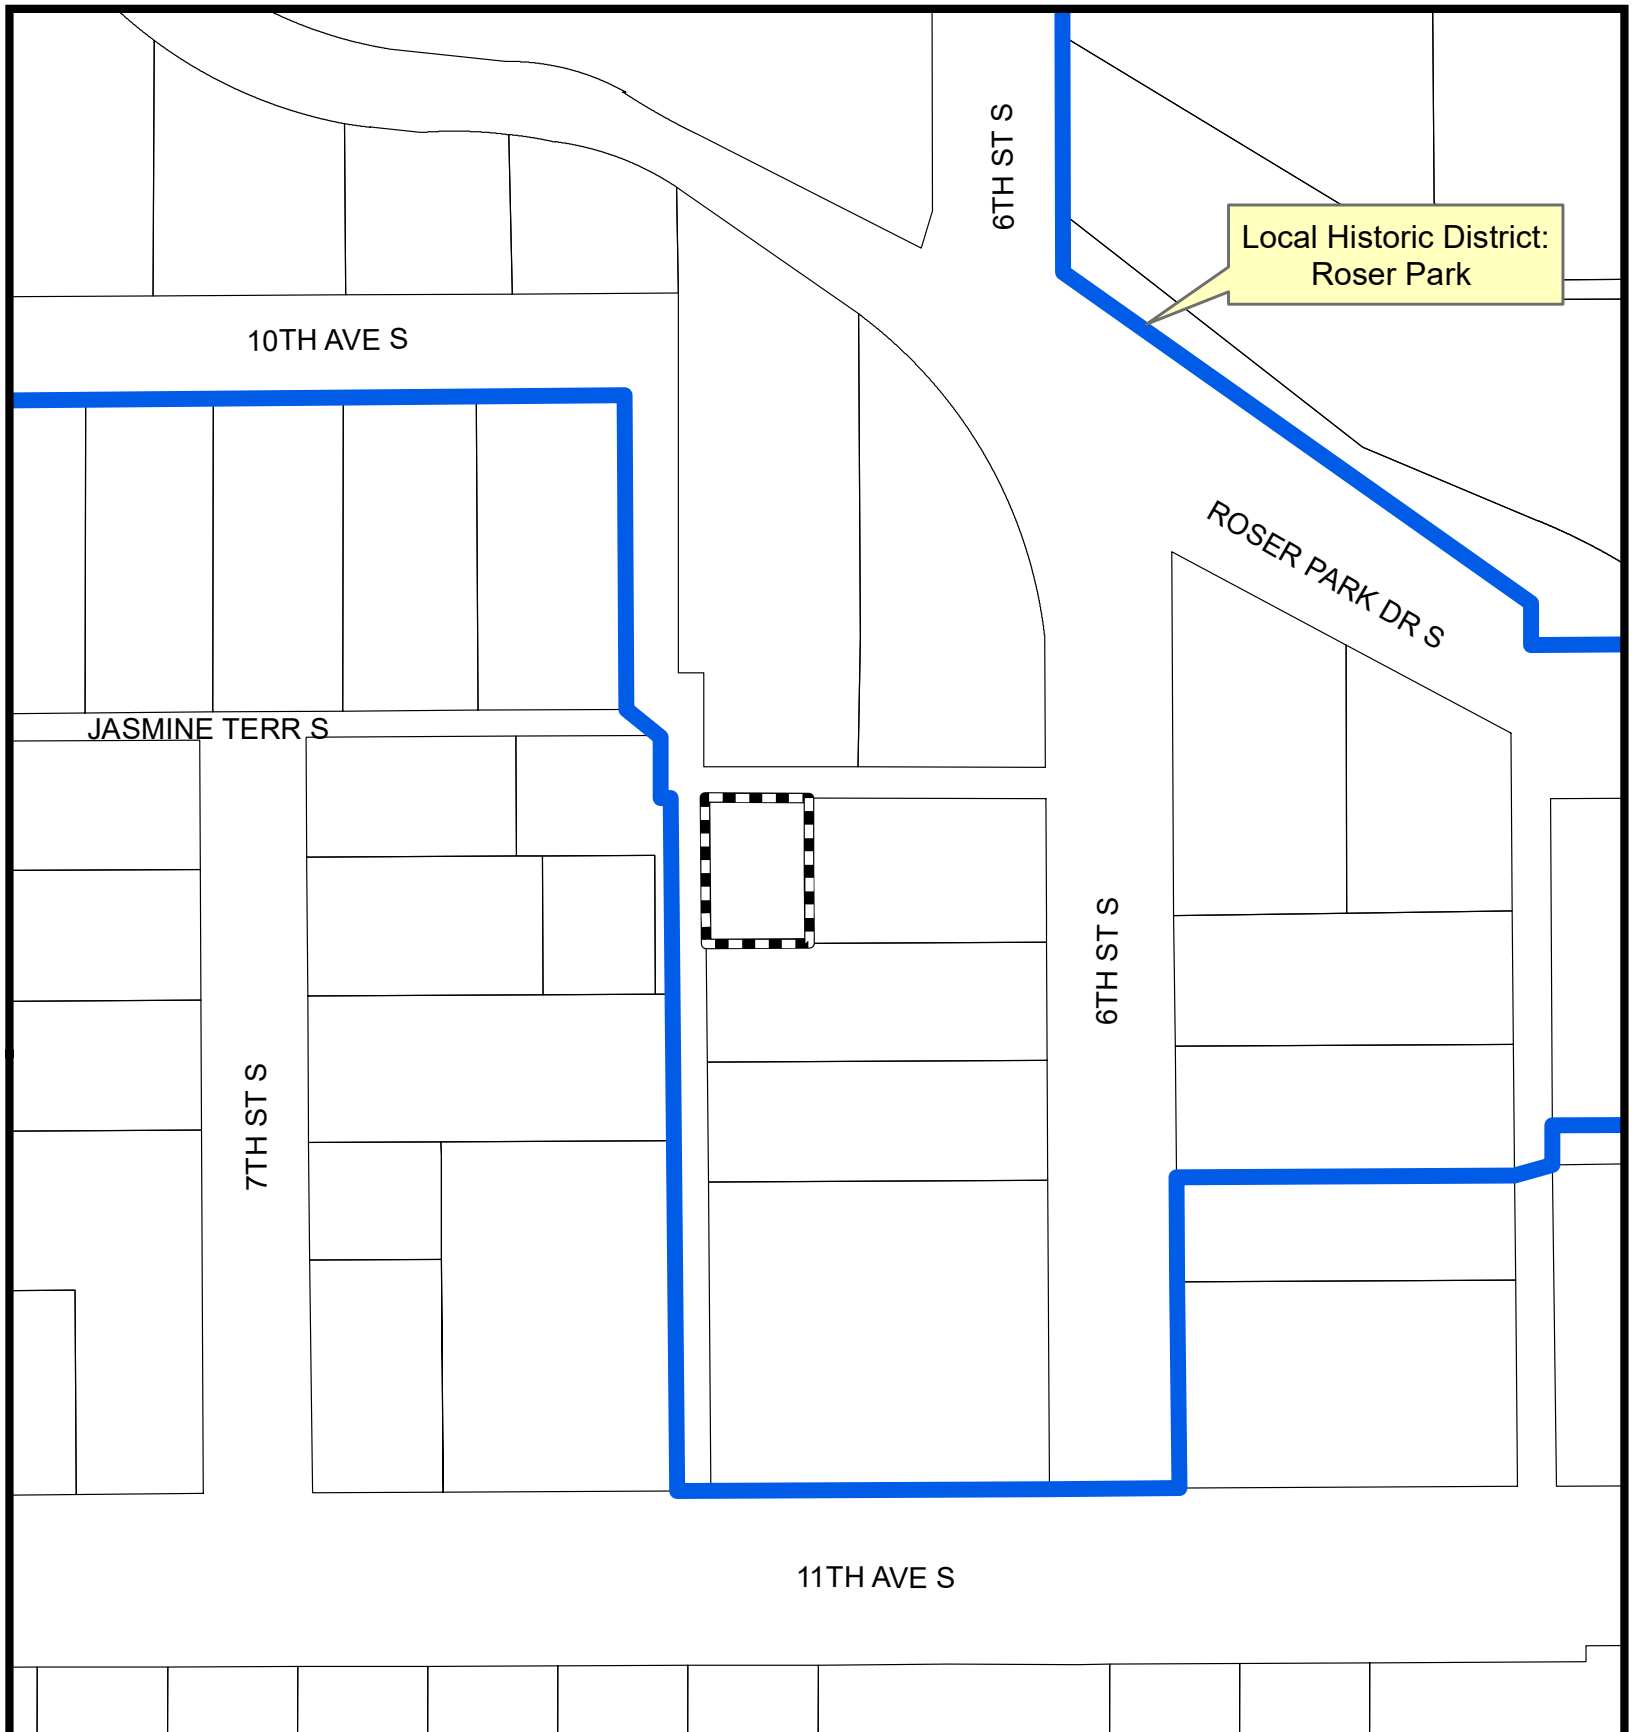 6TH ST S
Local Historic District:
Roser Park
10TH AVE S
ROSER PARK DR S
JASMINE TERR S
6TH ST S
7TH ST S
11TH AVE S